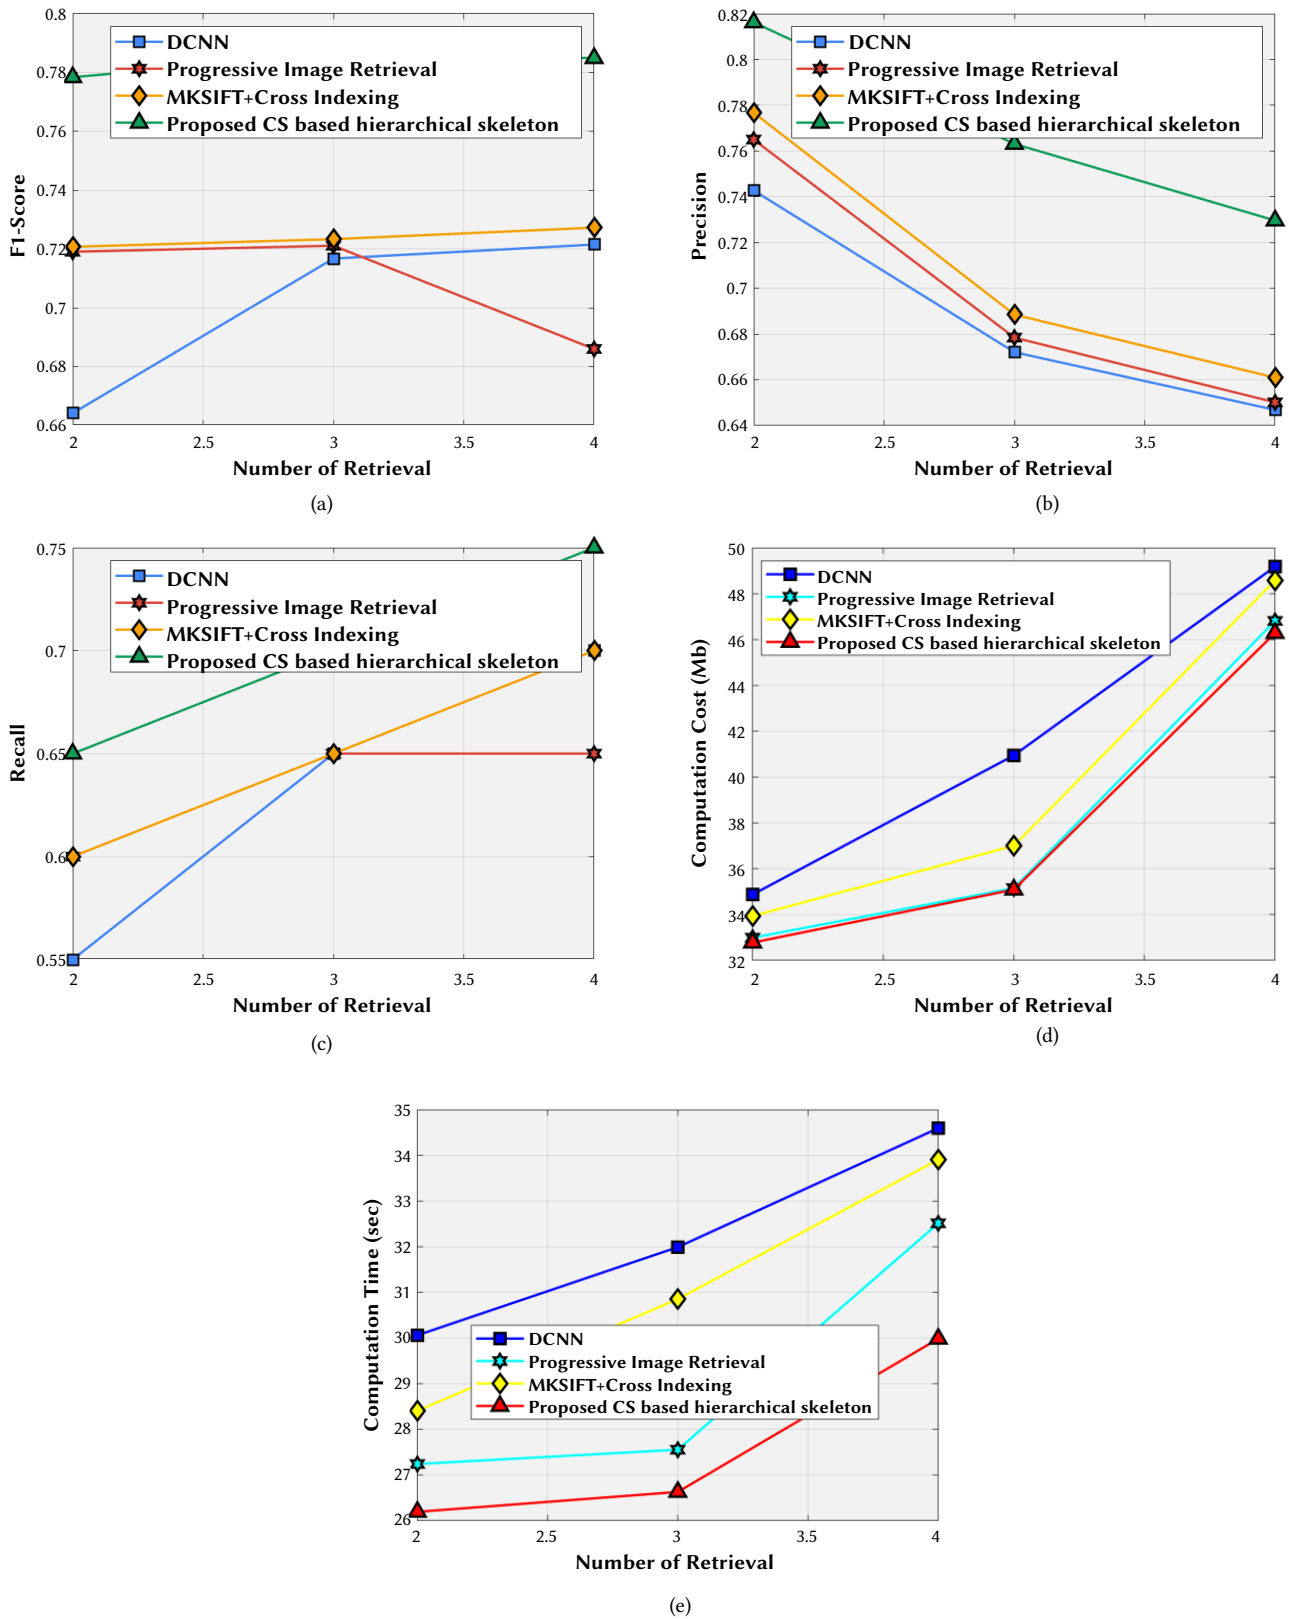 0.8
0.78
0.76
0.74
0.72
0.7
0.68
0.66
F1-Score
DCNN
Progressive Image Retrieval
MKSIFT+Cross Indexing
Proposed CS based hierarchical skeleton
2 2.5 3 3.5 4
Number of Retrieval
(a)
0.82
0.8
0.78
0.76
0.74
0.72
0.7
0.68
0.66
0.64
Precision
DCNN
Progressive Image Retrieval
MKSIFT+Cross Indexing
Proposed CS based hierarchical skeleton
2 2.5 3 3.5 4
Number of Retrieval
(b)
0.75
0.7
0.65
0.6
0.55
Recall
DCNN
Progressive Image Retrieval
MKSIFT+Cross Indexing
Proposed CS based hierarchical skeleton
2 2.5 3 3.5 4
Number of Retrieval
(c)
50
48
46
44
42
40
38
36
34
32
Computation Cost (Mb)
DCNN
Progressive Image Retrieval
MKSIFT+Cross Indexing
Proposed CS based hierarchical skeleton
2 2.5 3 3.5 4
Number of Retrieval
(d)
35
34
33
32
31
30
29
28
27
26
Computation Time (sec)
DCNN
Progressive Image Retrieval
MKSIFT+Cross Indexing
Proposed CS based hierarchical skeleton
2 2.5 3 3.5 4
Number of Retrieval
(e)